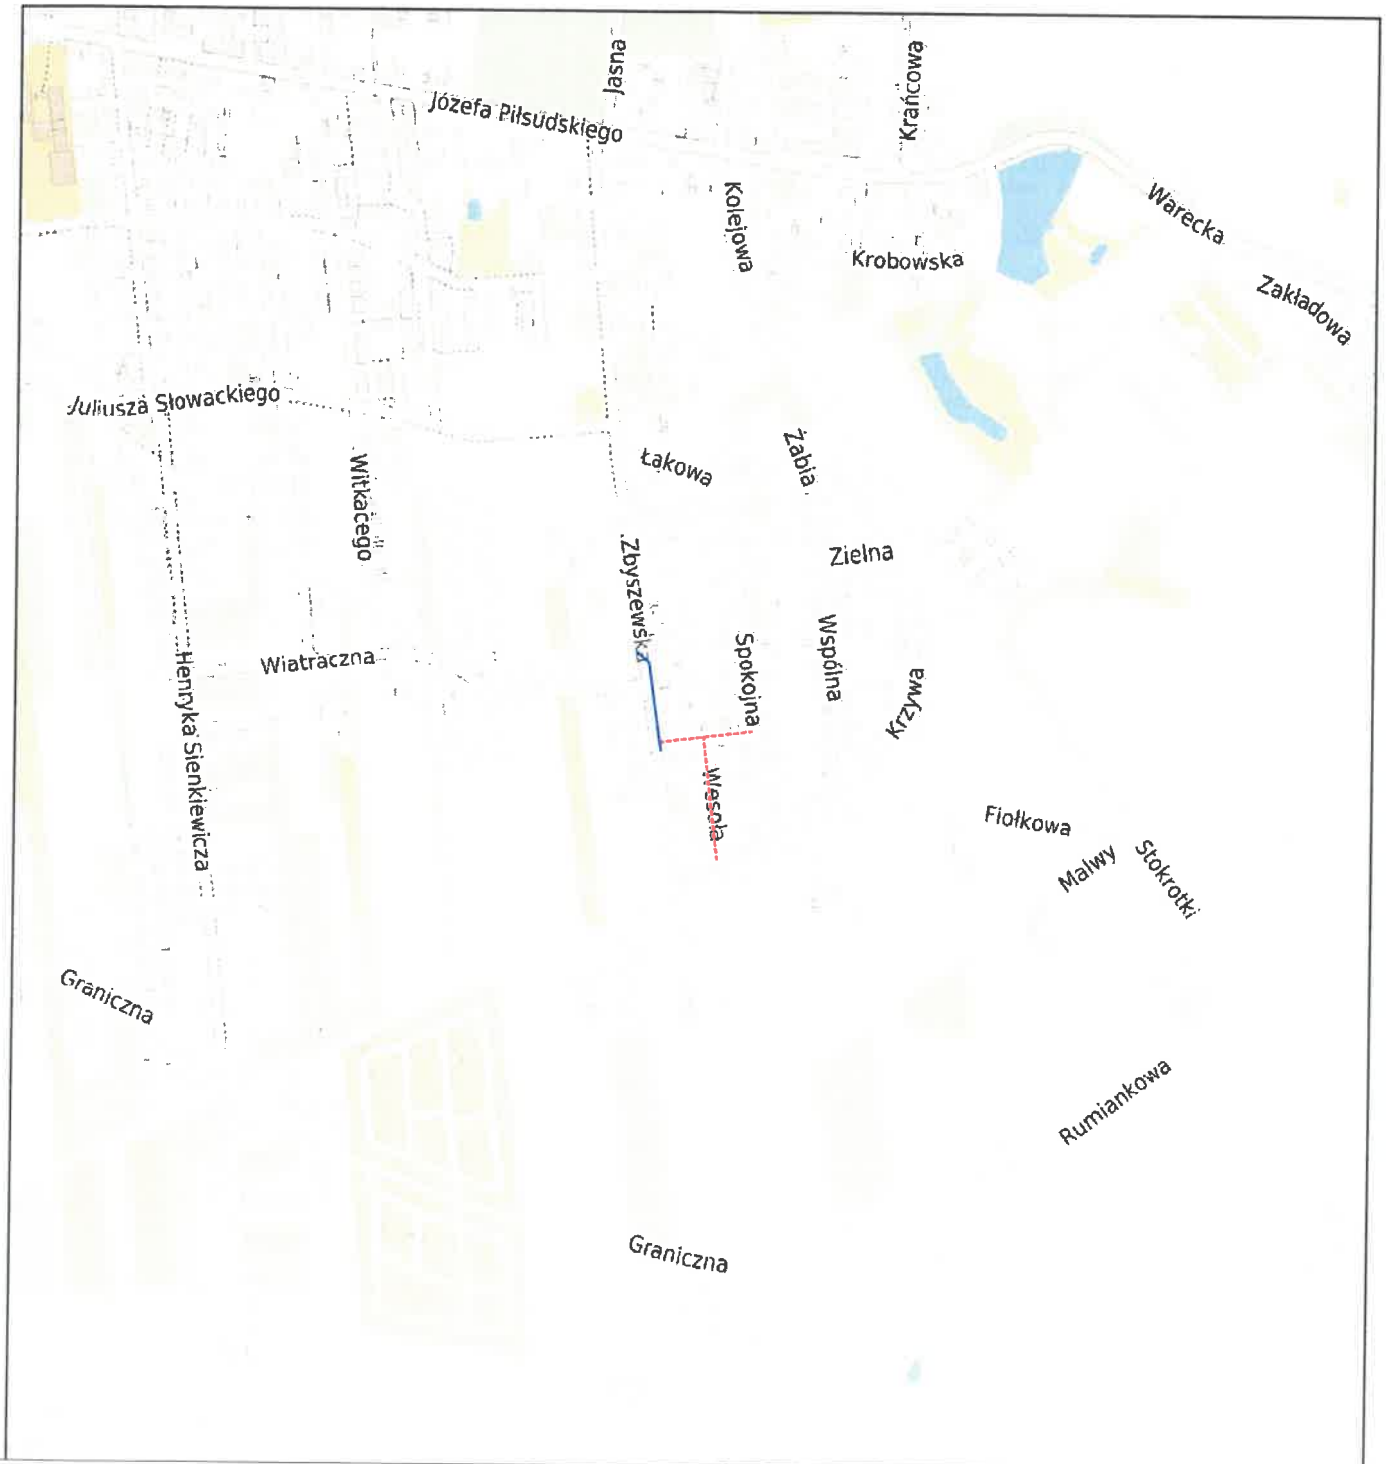 Jasna
Krańcowa
Józefa Piłsudskiego
Kolejowa
Warecka
Krobowska
Zakładowa
Juliusza Słowackiego
Łąkowa
Żabia
Witkacego
Zbyszewska
Zielna
Wspólna
Spokojna
Wiatraczna
Henryka Sienkiewicza
Krzywa
Wesoła
Fiołkowa
Malwy
Stokrotki
Graniczna
Rumiankowa
Graniczna